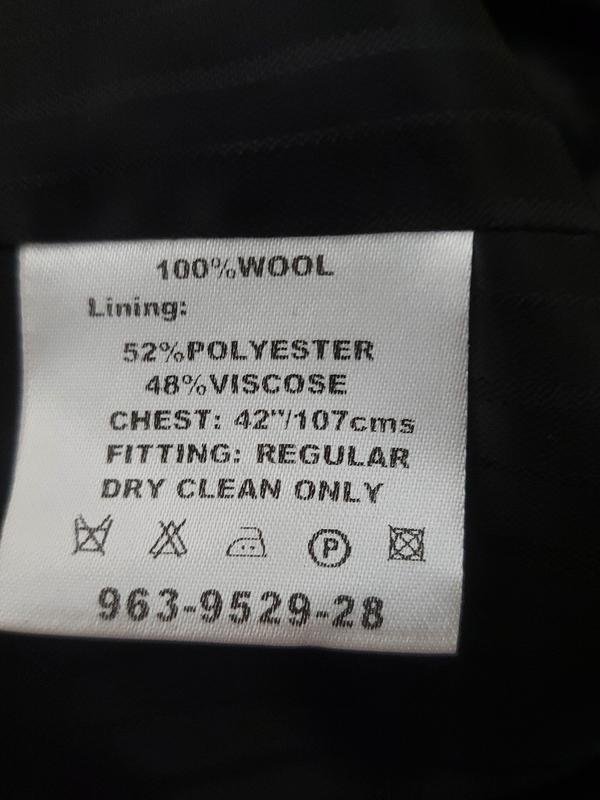 100%WOOL
Lining:
52%POLYESTER
48%VISCOSE
CHEST: 42"/107cms
FITTING: REGULAR
DRY CLEAN ONLY
P
963-9529-28